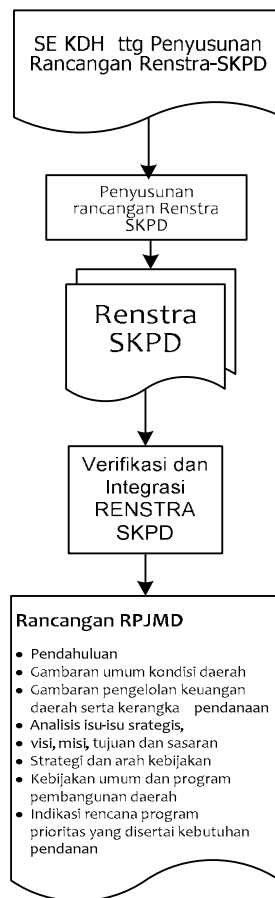 SE KDH ttg Penyusunan
Rancangan Renstra-SKPD
Penyusunan
rancangan Renstra
SKPD
Renstra
SKPD
Verifikasi dan
Integrasi
RENSTRA
SKPD
Rancangan RPJMD
• Pendahuluan
• Gambaran umum kondisi daerah
• Gambaran pengelolan keuangan
daerah serta kerangka pendanaan
• Analisis isu-isu srategis,
• visi, misi, tujuan dan sasaran
• Strategi dan arah kebijakan
• Kebijakan umum dan program
pembangunan daerah
• Indikasi rencana program
prioritas yang disertai kebutuhan
pendanan